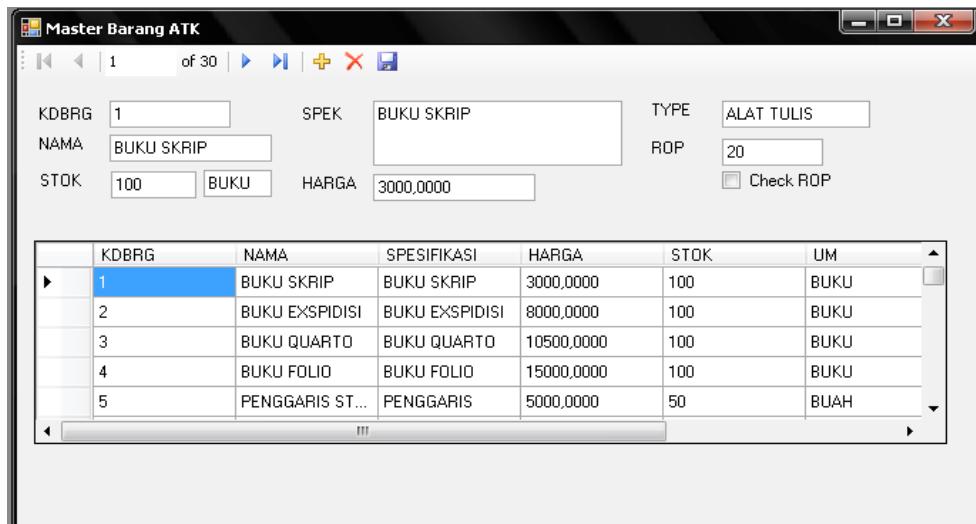 Master Barang ATK
1 of 30
KDBRG 1 SPEK BUKU SKRIP TYPE ALAT TULIS
NAMA BUKU SKRIP ROP 20
STOK 100 BUKU HARGA 3000,0000 Check ROP
KDBRG NAMA SPESIFIKASI HARGA STOK UM
1 BUKU SKRIP BUKU SKRIP 3000,0000 100 BUKU
2 BUKU EXSPIDISI BUKU EXSPIDISI 8000,0000 100 BUKU
3 BUKU QUARTO BUKU QUARTO 10500,0000 100 BUKU
4 BUKU FOLIO BUKU FOLIO 15000,0000 100 BUKU
5 PENGGARIS ST... PENGGARIS 5000,0000 50 BUAH